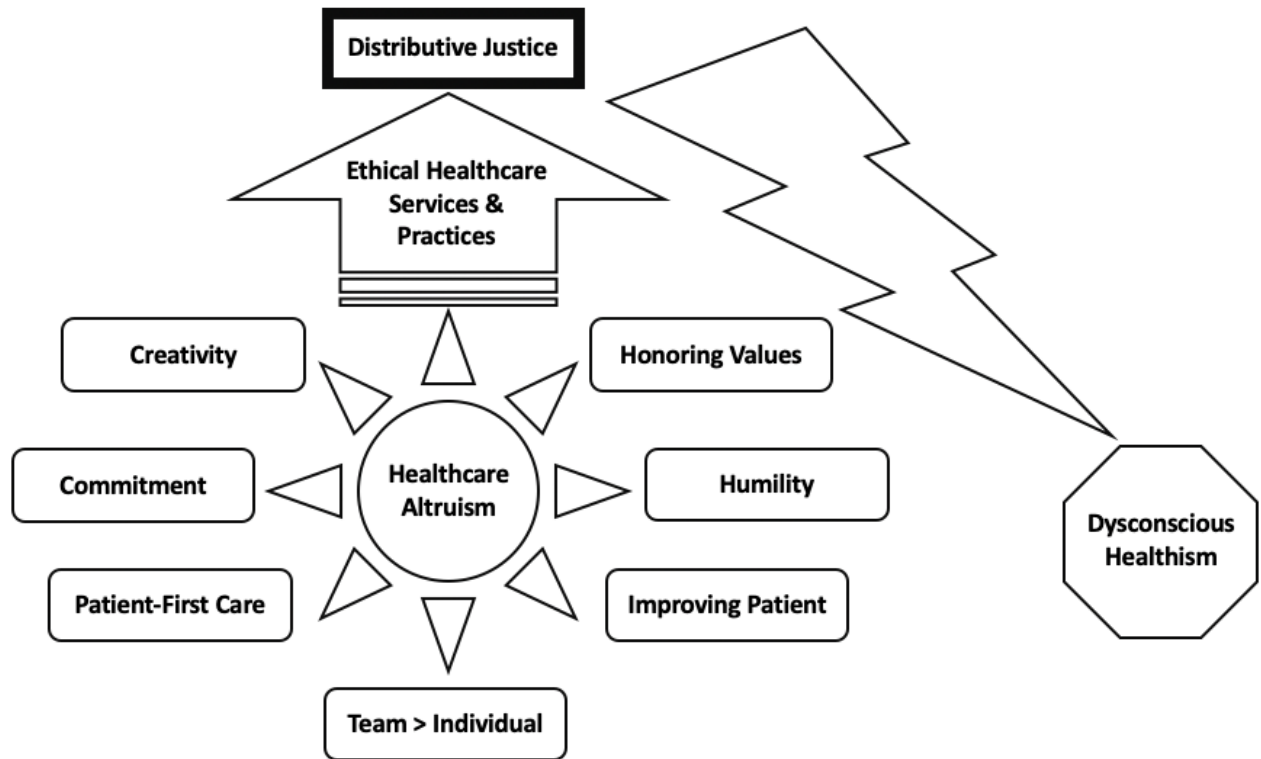 Distributive Justice
Ethical Healthcare
Services &
Practices
Creativity
Honoring Values
Commitment
Healthcare
Altruism
Humility
Dysconscious
Healthism
Patient-First Care
Improving Patient
Team > Individual